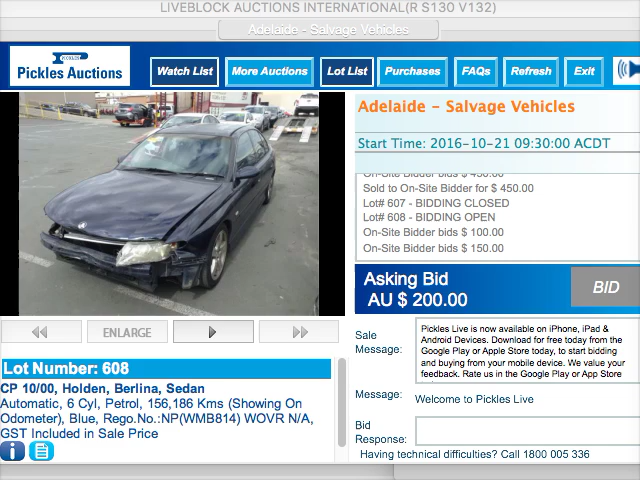 LIVEBLOCK AUCTIONS INTERNATIONAL(R S130 V132)
Adelaide - Salvage Vehicles
PICKLES
Pickles Auctions
Watch List
More Auctions
Lot List
Purchases
FAQs
Refresh
Exit
Adelaide - Salvage Vehicles
Start Time: 2016-10-21 09:30:00 ACDT
On-Site Bidder bids $ 450.00
Sold to On-Site Bidder for $ 450.00
Lot# 607 - BIDDING CLOSED
Lot# 608 - BIDDING OPEN
On-Site Bidder bids $ 100.00
On-Site Bidder bids $ 150.00
Asking Bid
AU $ 200.00
BID
ENLARGE
Sale
Message:
Pickles Live is now available on iPhone, iPad &
Android Devices. Download for free today from the
Google Play or Apple Store today, to start bidding
and buying from your mobile device. We value your
feedback. Rate us in the Google Play or App Store
Message:
Welcome to Pickles Live
Bid
Response:
Having technical difficulties? Call 1800 005 336
Lot Number: 608
CP 10/00, Holden, Berlina, Sedan
Automatic, 6 Cyl, Petrol, 156,186 Kms (Showing On
Odometer), Blue, Rego.No.:NP(WMB814) WOVR N/A,
GST Included in Sale Price